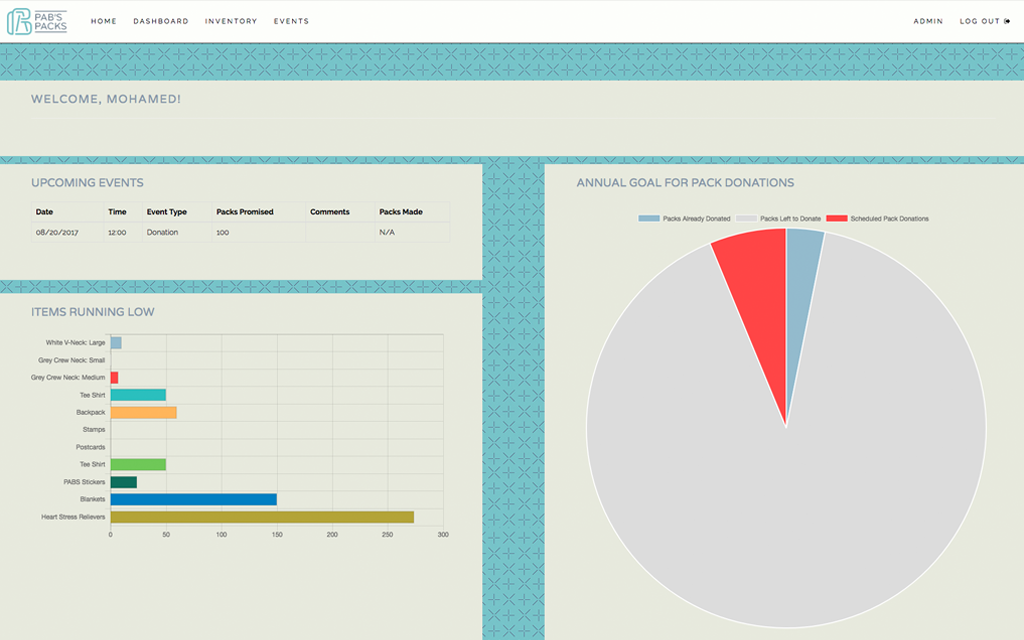 PAB'S
PACKS
HOME DASHBOARD INVENTORY EVENTS ADMIN LOG OUT
WELCOME, MOHAMED!
UPCOMING EVENTS
Date Time Event Type Packs Promised Comments Packs Made
08/20/2017 12:00 Donation 100 N/A
ITEMS RUNNING LOW
White V-Neck: Large
Grey Crew Neck: Small
Grey Crew Neck: Medium
Tee Shirt
Backpack
Stamps
Postcards
Tee Shirt
PABS Stickers
Blankets
Heart Stress Relievers
0 50 100 150 200 250 300
ANNUAL GOAL FOR PACK DONATIONS
Packs Already Donated Packs Left to Donate Scheduled Pack Donations